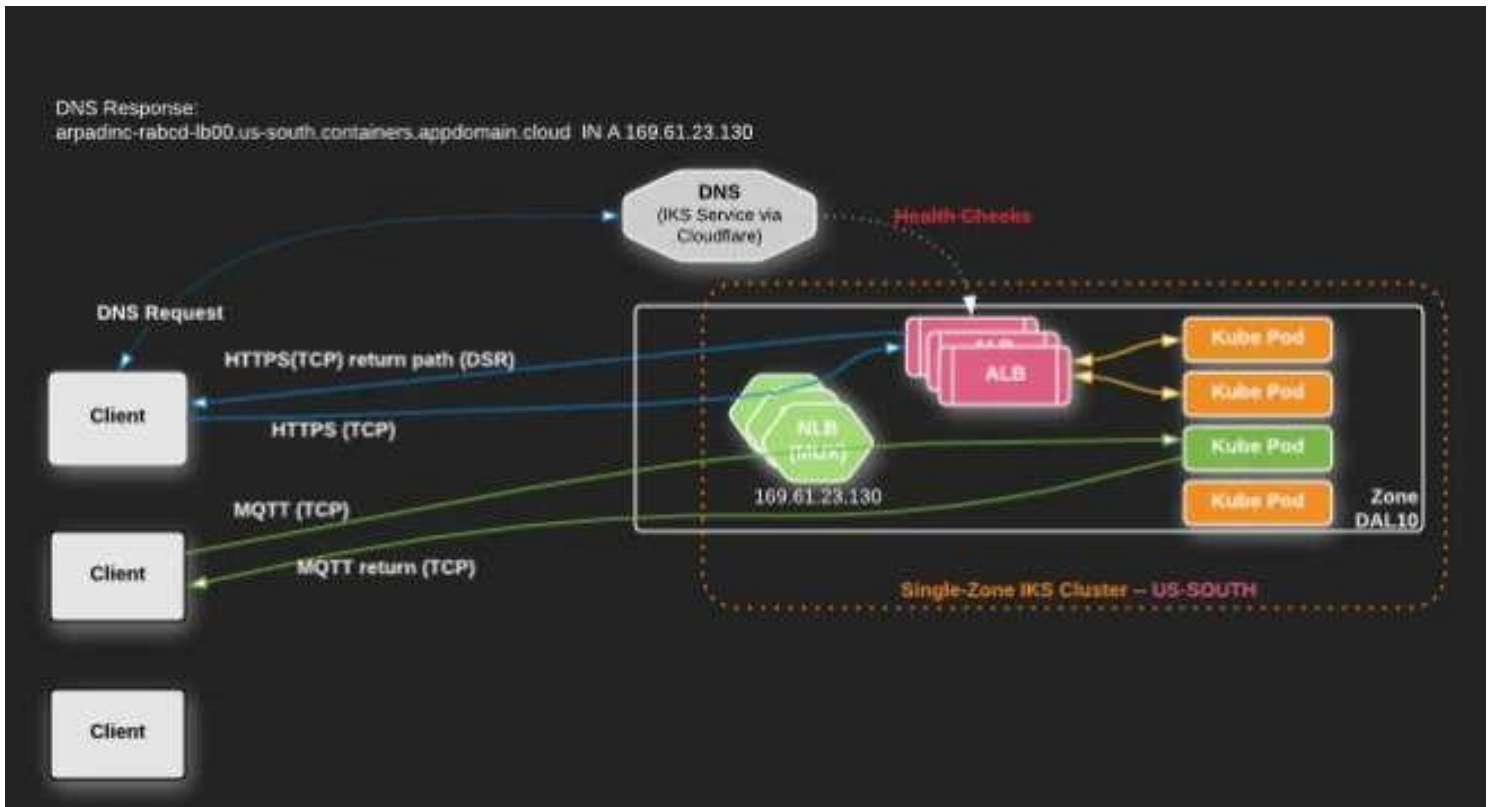 DNS Response:
arpadinc-rabcd-lb00.us-south.containers.appdomain.cloud IN A 169.61.23.130
DNS
(IKS Service via
Cloudflare)
Health Checks
DNS Request
HTTPS(TCP) return path (DSR)
ALB
ALB
Kube Pod
Client
HTTPS (TCP)
NLB
(MUX)
Kube Pod
Kube Pod
169.61.23.130
Kube Pod
Zone
DAL10
MQTT (TCP)
Client
MQTT return (TCP)
Single-Zone IKS Cluster – US-SOUTH
Client